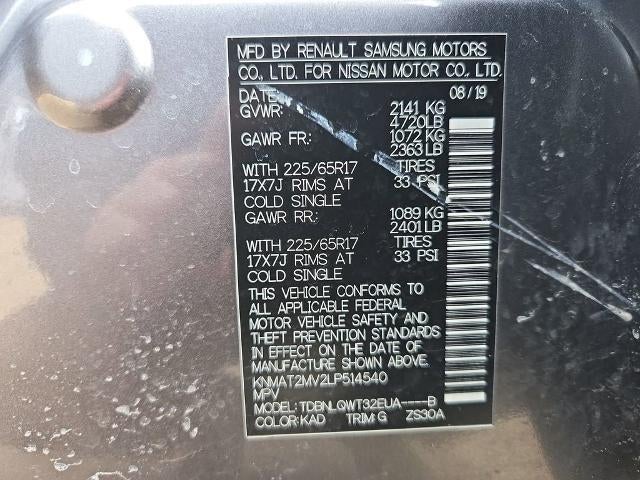 MFD BY RENAULT SAMSUNG MOTORS
CO., LTD. FOR NISSAN MOTOR CO., LTD.
DATE: 08/19
GVWR: 2141 KG
4720LB
GAWR FR: 1072 KG
2363 LB
WITH 225/65R17 TIRES
17X7J RIMS AT 33 PSI
COLD SINGLE
GAWR RR: 1089 KG
2401 LB
WITH 225/65R17 TIRES
17X7J RIMS AT 33 PSI
COLD SINGLE
THIS VEHICLE CONFORMS TO
ALL APPLICABLE FEDERAL
MOTOR VEHICLE SAFETY AND
THEFT PREVENTION STANDARDS
IN EFFECT ON THE DATE OF
MANUFACTURE SHOWN ABOVE.
KNMAT2MV2LP514540
MPV
MODEL: TDBNLQWT32EUA----B
COLOR:KAD TRIM:G ZS30A